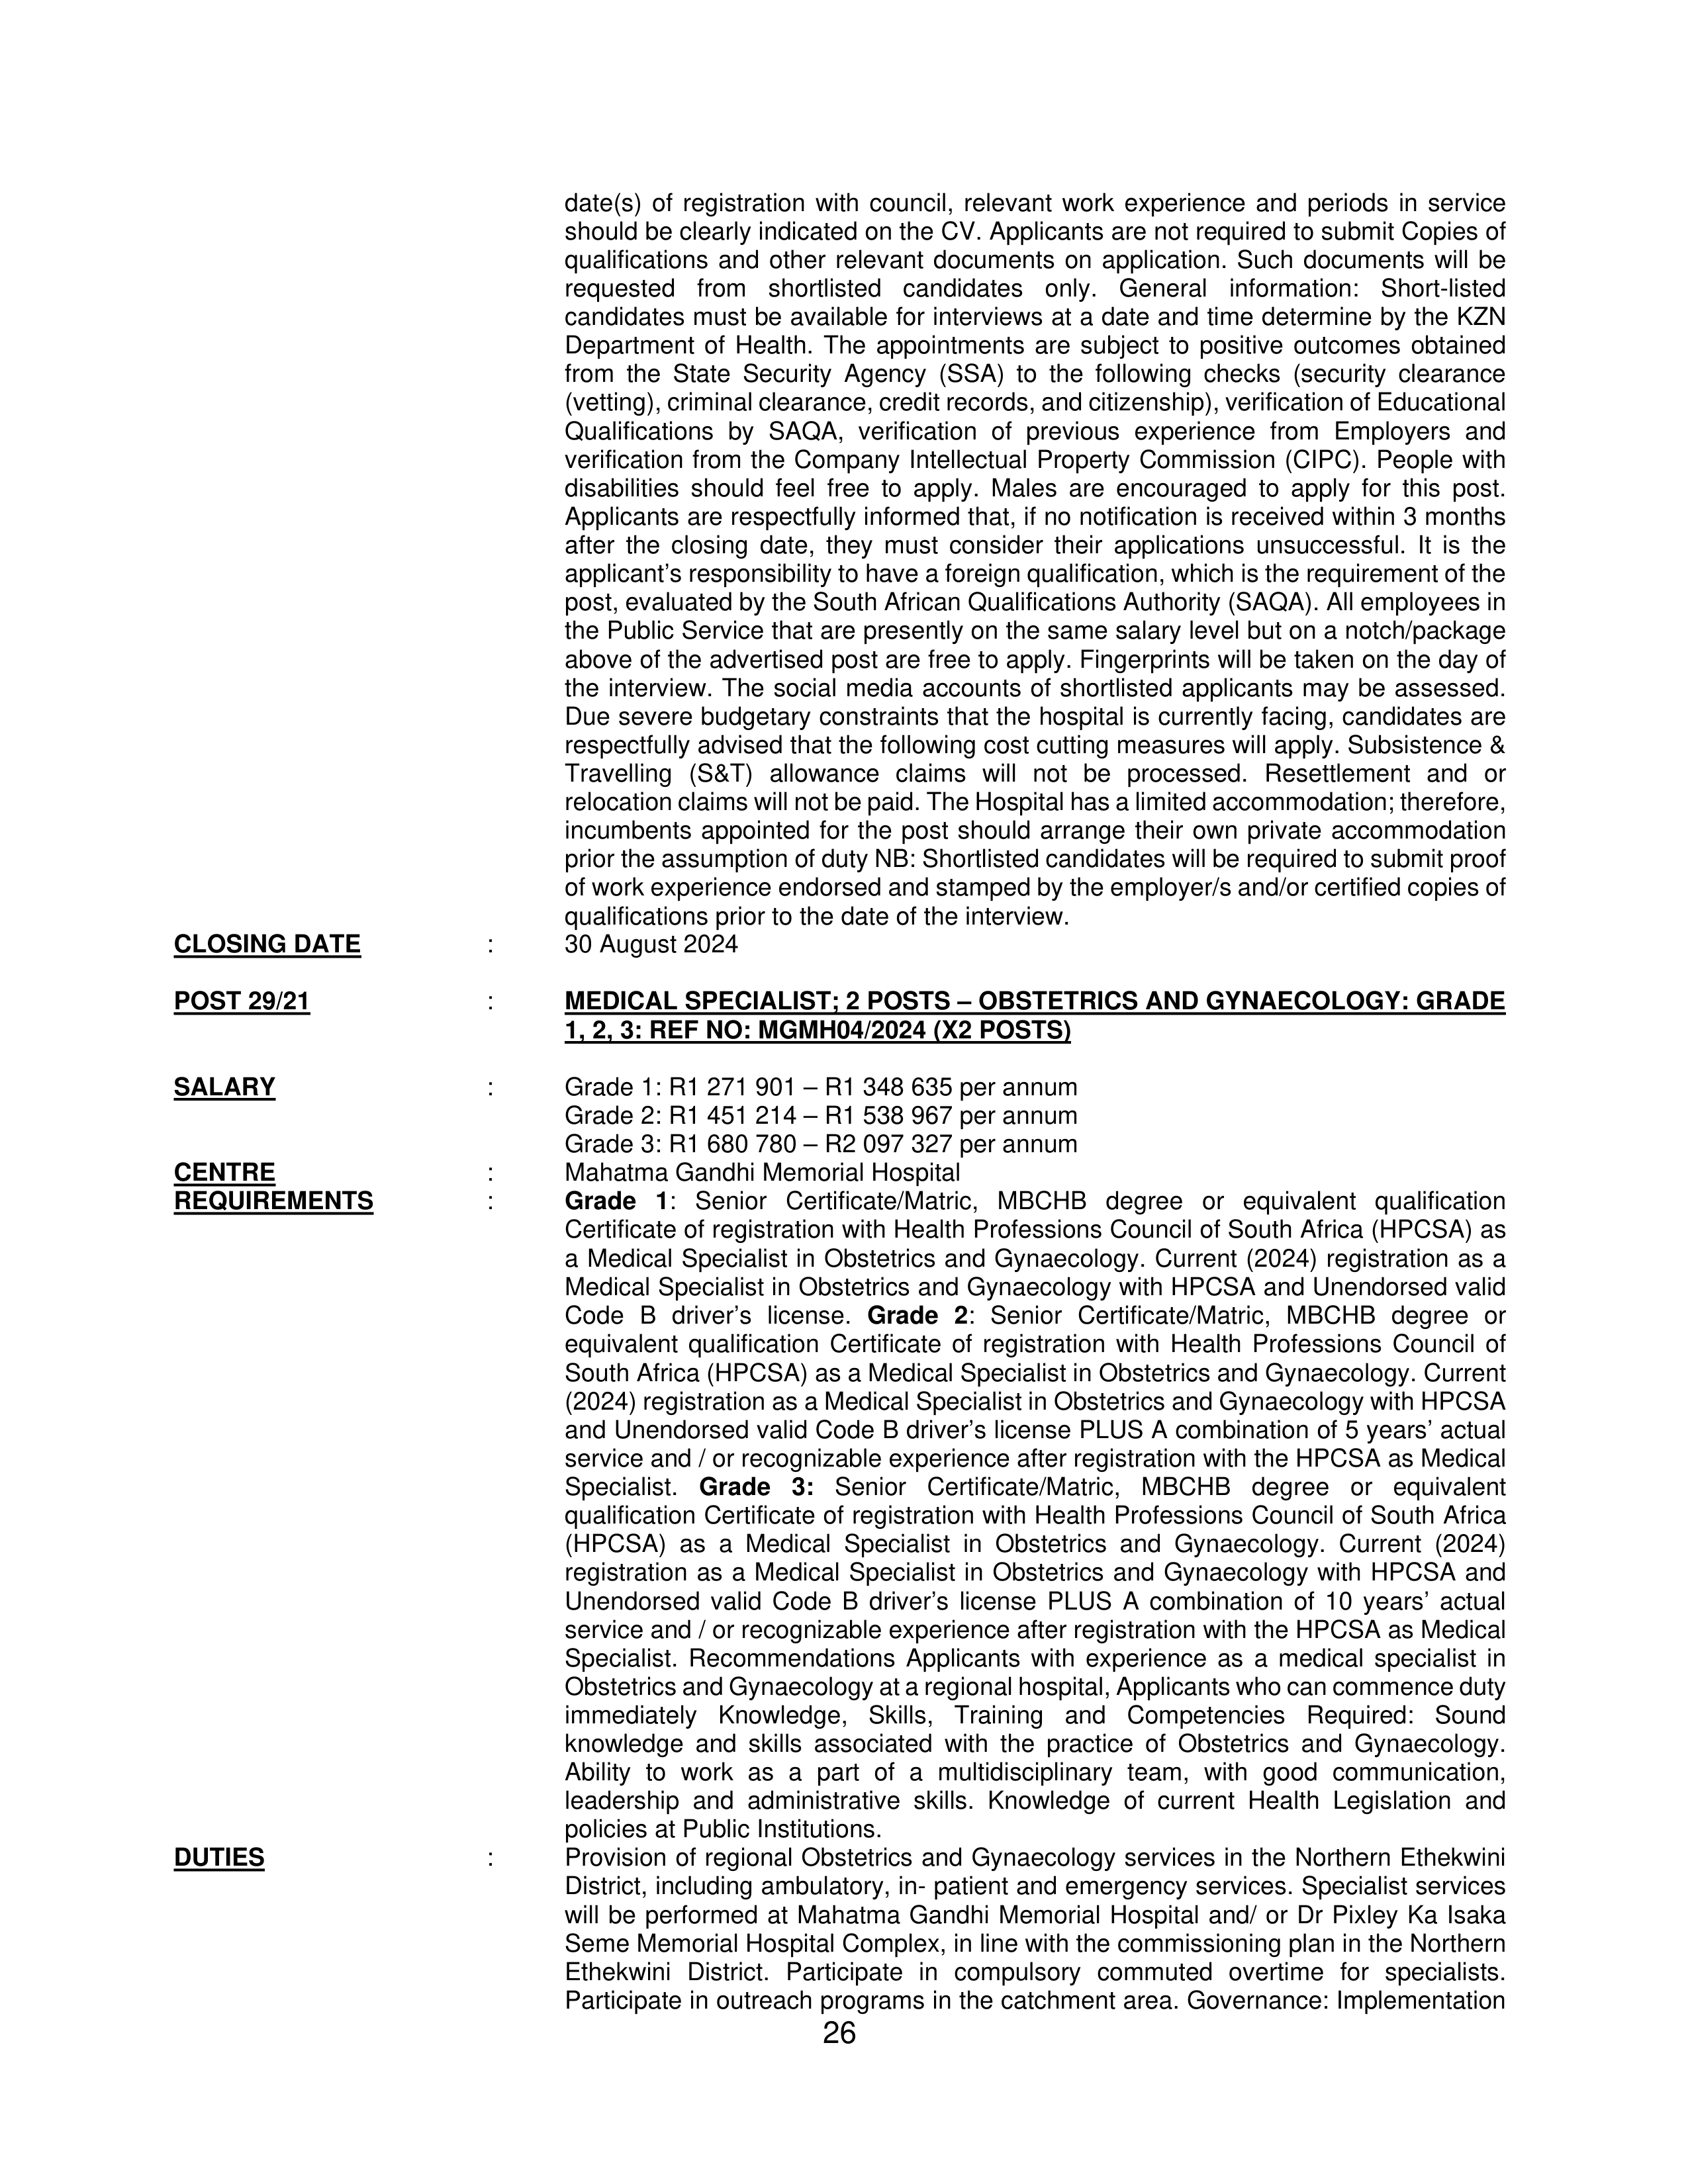 date(s) of registration with council, relevant work experience and periods in service
should be clearly indicated on the CV. Applicants are not required to submit Copies of
qualifications and other relevant documents on application. Such documents will be
requested from shortlisted candidates only. General information: Short-listed
candidates must be available for interviews at a date and time determine by the KZN
Department of Health. The appointments are subject to positive outcomes obtained
from the State Security Agency (SSA) to the following checks (security clearance
(vetting), criminal clearance, credit records, and citizenship), verification of Educational
Qualifications by SAQA, verification of previous experience from Employers and
verification from the Company Intellectual Property Commission (CIPC). People with
disabilities should feel free to apply. Males are encouraged to apply for this post.
Applicants are respectfully informed that, if no notification is received within 3 months
after the closing date, they must consider their applications unsuccessful. It is the
applicant’s responsibility to have a foreign qualification, which is the requirement of the
post, evaluated by the South African Qualifications Authority (SAQA). All employees in
the Public Service that are presently on the same salary level but on a notch/package
above of the advertised post are free to apply. Fingerprints will be taken on the day of
the interview. The social media accounts of shortlisted applicants may be assessed.
Due severe budgetary constraints that the hospital is currently facing, candidates are
respectfully advised that the following cost cutting measures will apply. Subsistence &
Travelling (S&T) allowance claims will not be processed. Resettlement and or
relocation claims will not be paid. The Hospital has a limited accommodation; therefore,
incumbents appointed for the post should arrange their own private accommodation
prior the assumption of duty NB: Shortlisted candidates will be required to submit proof
of work experience endorsed and stamped by the employer/s and/or certified copies of
qualifications prior to the date of the interview.
CLOSING DATE : 30 August 2024
POST 29/21 : MEDICAL SPECIALIST; 2 POSTS – OBSTETRICS AND GYNAECOLOGY: GRADE
1, 2, 3: REF NO: MGMH04/2024 (X2 POSTS)
SALARY : Grade 1: R1 271 901 – R1 348 635 per annum
Grade 2: R1 451 214 – R1 538 967 per annum
Grade 3: R1 680 780 – R2 097 327 per annum
CENTRE : Mahatma Gandhi Memorial Hospital
REQUIREMENTS : Grade 1: Senior Certificate/Matric, MBCHB degree or equivalent qualification
Certificate of registration with Health Professions Council of South Africa (HPCSA) as
a Medical Specialist in Obstetrics and Gynaecology. Current (2024) registration as a
Medical Specialist in Obstetrics and Gynaecology with HPCSA and Unendorsed valid
Code B driver’s license. Grade 2: Senior Certificate/Matric, MBCHB degree or
equivalent qualification Certificate of registration with Health Professions Council of
South Africa (HPCSA) as a Medical Specialist in Obstetrics and Gynaecology. Current
(2024) registration as a Medical Specialist in Obstetrics and Gynaecology with HPCSA
and Unendorsed valid Code B driver’s license PLUS A combination of 5 years’ actual
service and / or recognizable experience after registration with the HPCSA as Medical
Specialist. Grade 3: Senior Certificate/Matric, MBCHB degree or equivalent
qualification Certificate of registration with Health Professions Council of South Africa
(HPCSA) as a Medical Specialist in Obstetrics and Gynaecology. Current (2024)
registration as a Medical Specialist in Obstetrics and Gynaecology with HPCSA and
Unendorsed valid Code B driver’s license PLUS A combination of 10 years’ actual
service and / or recognizable experience after registration with the HPCSA as Medical
Specialist. Recommendations Applicants with experience as a medical specialist in
Obstetrics and Gynaecology at a regional hospital, Applicants who can commence duty
immediately Knowledge, Skills, Training and Competencies Required: Sound
knowledge and skills associated with the practice of Obstetrics and Gynaecology.
Ability to work as a part of a multidisciplinary team, with good communication,
leadership and administrative skills. Knowledge of current Health Legislation and
policies at Public Institutions.
DUTIES : Provision of regional Obstetrics and Gynaecology services in the Northern Ethekwini
District, including ambulatory, in- patient and emergency services. Specialist services
will be performed at Mahatma Gandhi Memorial Hospital and/ or Dr Pixley Ka Isaka
Seme Memorial Hospital Complex, in line with the commissioning plan in the Northern
Ethekwini District. Participate in compulsory commuted overtime for specialists.
Participate in outreach programs in the catchment area. Governance: Implementation
26